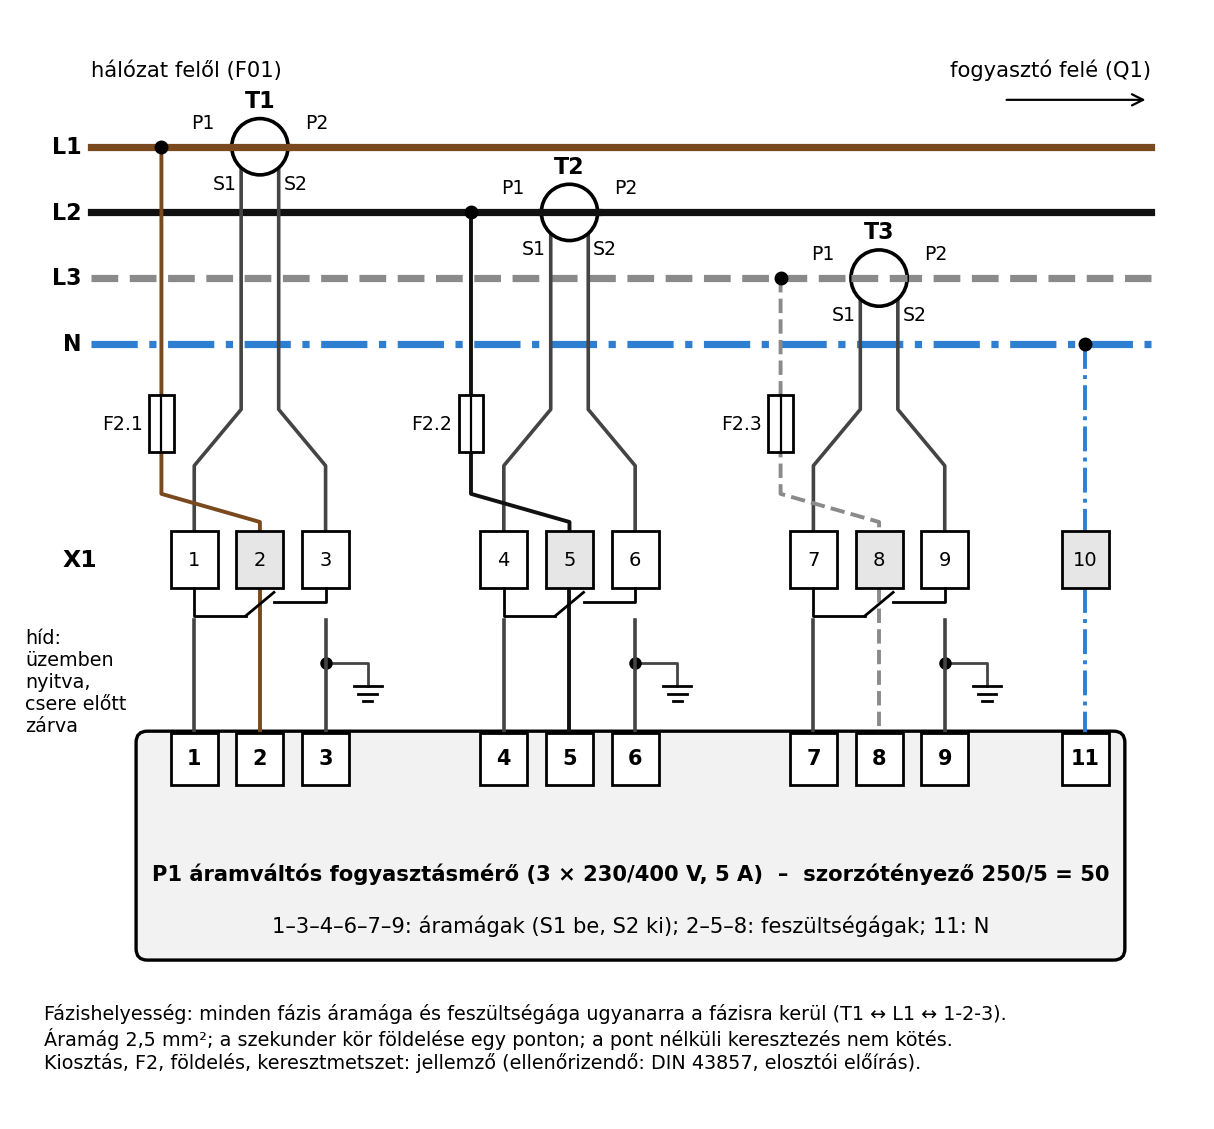 hálózat felől (F01)
fogyasztó felé (Q1)
T1
P1 P2
L1
T2
S1 S2
P1 P2
L2
T3
S1 S2
P1 P2
L3
S1 S2
N
F2.1 F2.2 F2.3
X1 1 2 3 4 5 6 7 8 9 10
híd:
üzemben
nyitva,
csere előtt
zárva
1 2 3 4 5 6 7 8 9 11
P1 áramváltós fogyasztásmérő (3 × 230/400 V, 5 A) – szorzótényező 250/5 = 50
1–3–4–6–7–9: áramágak (S1 be, S2 ki); 2–5–8: feszültségágak; 11: N
Fázishelyesség: minden fázis áramága és feszültségága ugyanarra a fázisra kerül (T1 ↔ L1 ↔ 1-2-3).
Áramág 2,5 mm²; a szekunder kör földelése egy ponton; a pont nélküli keresztezés nem kötés.
Kiosztás, F2, földelés, keresztmetszet: jellemző (ellenőrizendő: DIN 43857, elosztói előírás).